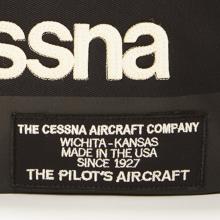 ssna
THE CESSNA AIRCRAFT COMPANY
WICHITA-KANSAS
MADE IN THE USA
SINCE 1927
THE PILOT'S AIRCRAFT